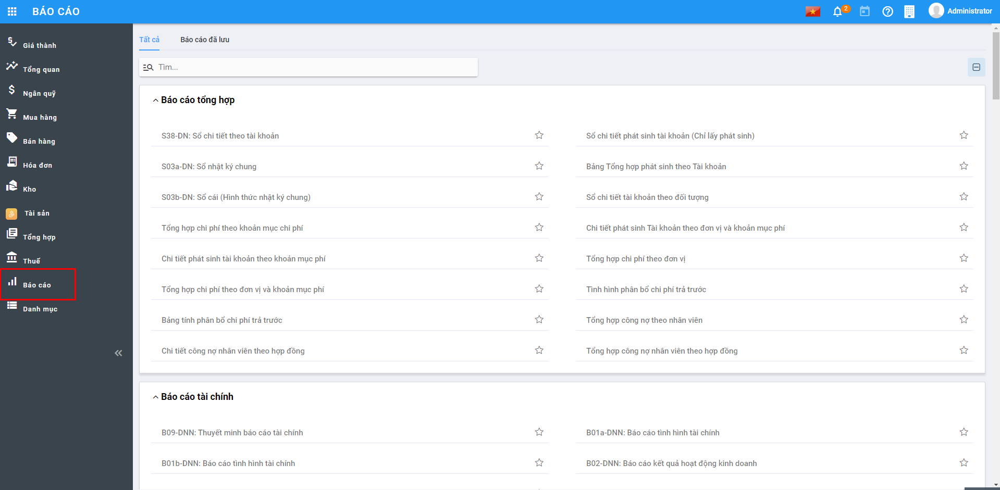 BÁO CÁO
2
Administrator
Giá thành
Tổng quan
Ngân quỹ
Mua hàng
Bán hàng
Hóa đơn
Kho
Tài sản
Tổng hợp
Thuế
Báo cáo
Danh mục
Tất cả
Báo cáo đã lưu
Tìm...
Báo cáo tổng hợp
S38-DN: Sổ chi tiết theo tài khoản
Sổ chi tiết phát sinh tài khoản (Chỉ lấy phát sinh)
S03a-DN: Sổ nhật ký chung
Bảng Tổng hợp phát sinh theo Tài khoản
S03b-DN: Sổ cái (Hình thức nhật ký chung)
Sổ chi tiết tài khoản theo đối tượng
Tổng hợp chi phí theo khoản mục chi phí
Chi tiết phát sinh Tài khoản theo đơn vị và khoản mục phí
Chi tiết phát sinh tài khoản theo khoản mục phí
Tổng hợp chi phí theo đơn vị
Tổng hợp chi phí theo đơn vị và khoản mục phí
Tình hình phân bổ chi phí trả trước
Bảng tính phân bổ chi phí trả trước
Tổng hợp công nợ theo nhân viên
Chi tiết công nợ nhân viên theo hợp đồng
Tổng hợp công nợ nhân viên theo hợp đồng
Báo cáo tài chính
B09-DNN: Thuyết minh báo cáo tài chính
B01a-DNN: Báo cáo tình hình tài chính
B01b-DNN: Báo cáo tình hình tài chính
B02-DNN: Báo cáo kết quả hoạt động kinh doanh